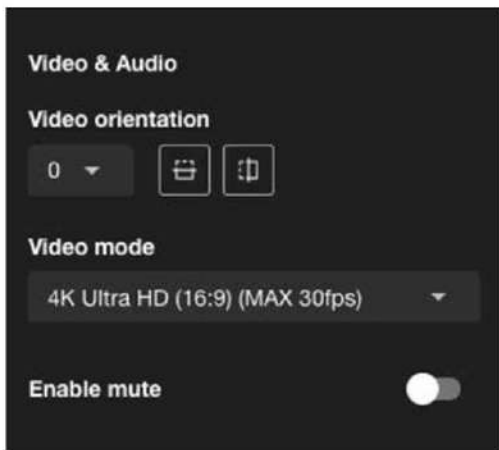 Video & Audio
Video orientation
0
Video mode
4K Ultra HD (16:9) (MAX 30fps)
Enable mute